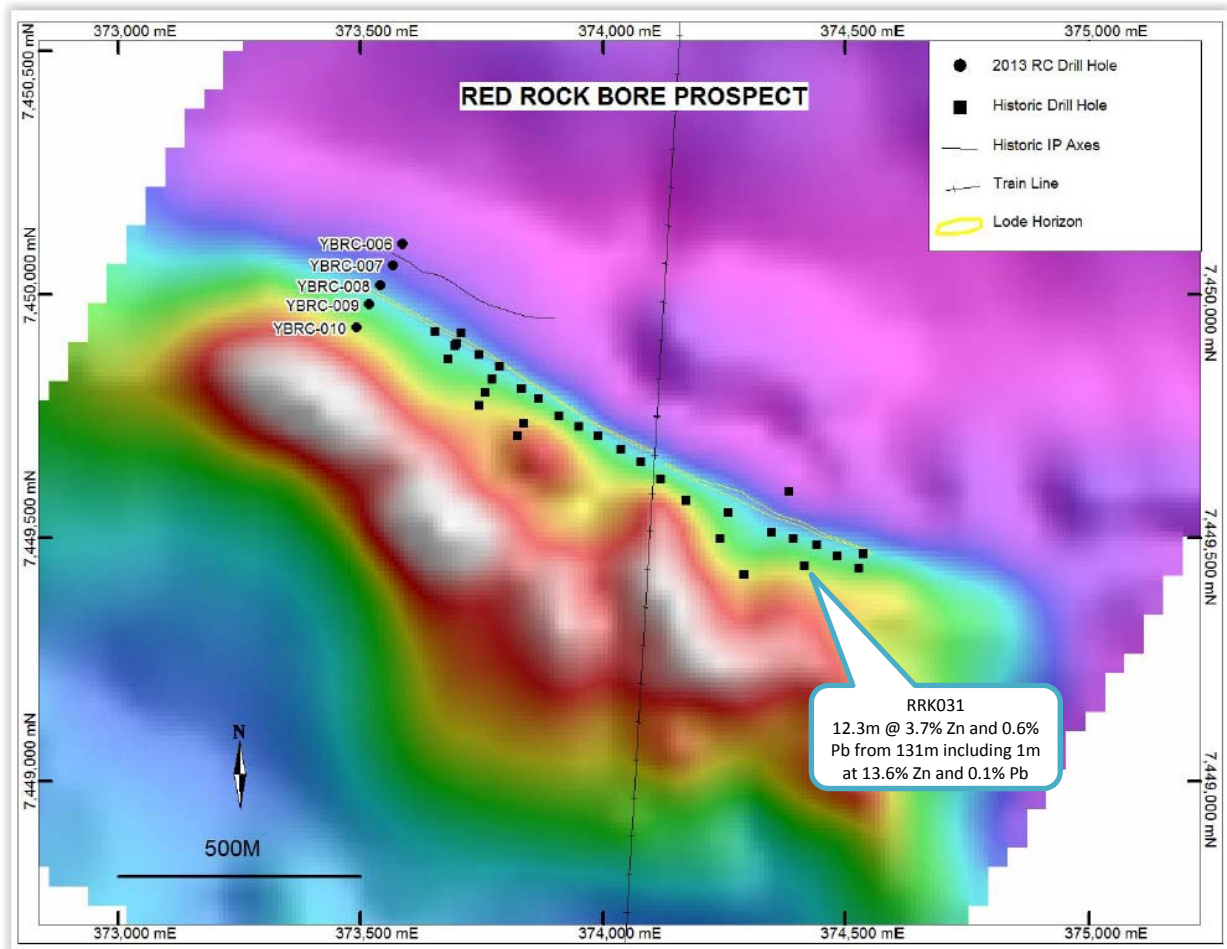 373,000 mE
373,500 mE
374,000 mE
374,500 mE
375,000 mE
7,450,500 mN
RED ROCK BORE PROSPECT
2013 RC Drill Hole
Historic Drill Hole
Historic IP Axes
Train Line
Lode Horizon
YBRC-006
YBRC-007
YBRC-008
YBRC-009
YBRC-010
7,450,000 mN
7,450,000 mN
7,449,500 mN
7,449,500 mN
RRK031
12.3m @ 3.7% Zn and 0.6%
Pb from 131m including 1m
at 13.6% Zn and 0.1% Pb
N
7,449,000 mN
7,449,000 mN
500M
373,000 mE
373,500 mE
374,000 mE
374,500 mE
375,000 mE